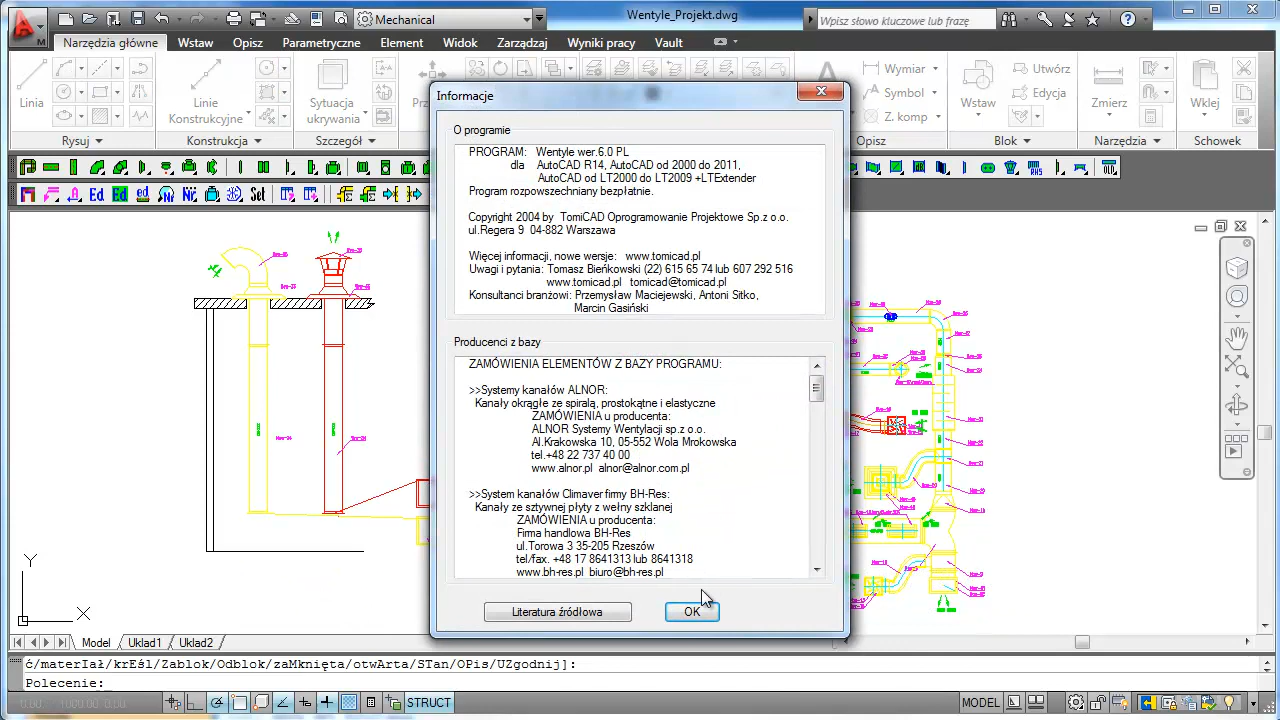 Mechanical
Wentyle_Projekt.dwg
Wpisz słowo kluczowe lub frazę
Narzędzia główne
Wstaw
Opisz
Parametryczne
Element
Widok
Zarządzaj
Wyniki pracy
Vault
Linia
Linie
Konstrukcyjne
Sytuacja
ukrywania
Wymiar
Symbol
Z. komp
Wstaw
Utwórz
Edycja
Zmierz
Wklej
Rysuj
Konstrukcja
Szczegół
Opis
Blok
Narzędzia
Schowek
Ed
Ed
ed
Set
Informacje
O programie
PROGRAM: Wentyle wer.6.0 PL
dla AutoCAD R14, AutoCAD od 2000 do 2011,
AutoCAD od LT2000 do LT2009 +LTExtender
Program rozpowszechniany bezpłatnie.
Copyright 2004 by TomiCAD Oprogramowanie Projektowe Sp.z o.o.
ul.Regera 9 04-882 Warszawa
Więcej informacji, nowe wersje: www.tomicad.pl
Uwagi i pytania: Tomasz Bieńkowski (22) 615 65 74 lub 607 292 516
www.tomicad.pl tomicad@tomicad.pl
Konsultanci branżowi: Przemysław Maciejewski, Antoni Sitko,
Marcin Gasiński
Producenci z bazy
ZAMÓWIENIA ELEMENTÓW Z BAZY PROGRAMU:
>>Systemy kanałów ALNOR:
Kanały okrągłe ze spiralą, prostokątne i elastyczne
ZAMÓWIENIA u producenta:
ALNOR Systemy Wentylacji sp.z o.o.
Al.Krakowska 10, 05-552 Wola Mrokowska
tel.+48 22 737 40 00
www.alnor.pl alnor@alnor.com.pl
>>System kanałów Climaver firmy BH-Res:
Kanały ze sztywnej płyty z wełny szklanej
ZAMÓWIENIA u producenta:
Firma handlowa BH-Res
ul.Torowa 3 35-205 Rzeszów
tel/fax. +48 17 8641313 lub 8641318
www.bh-res.pl biuro@bh-res.pl
Literatura źródłowa
OK
Y
X
Model
Układ1
Układ2
ć/materIał/krEśl/Zablok/Odblok/zaMknięta/otwArta/STan/OPis/UZgodnij]:
Polecenie:
STRUCT
MODEL